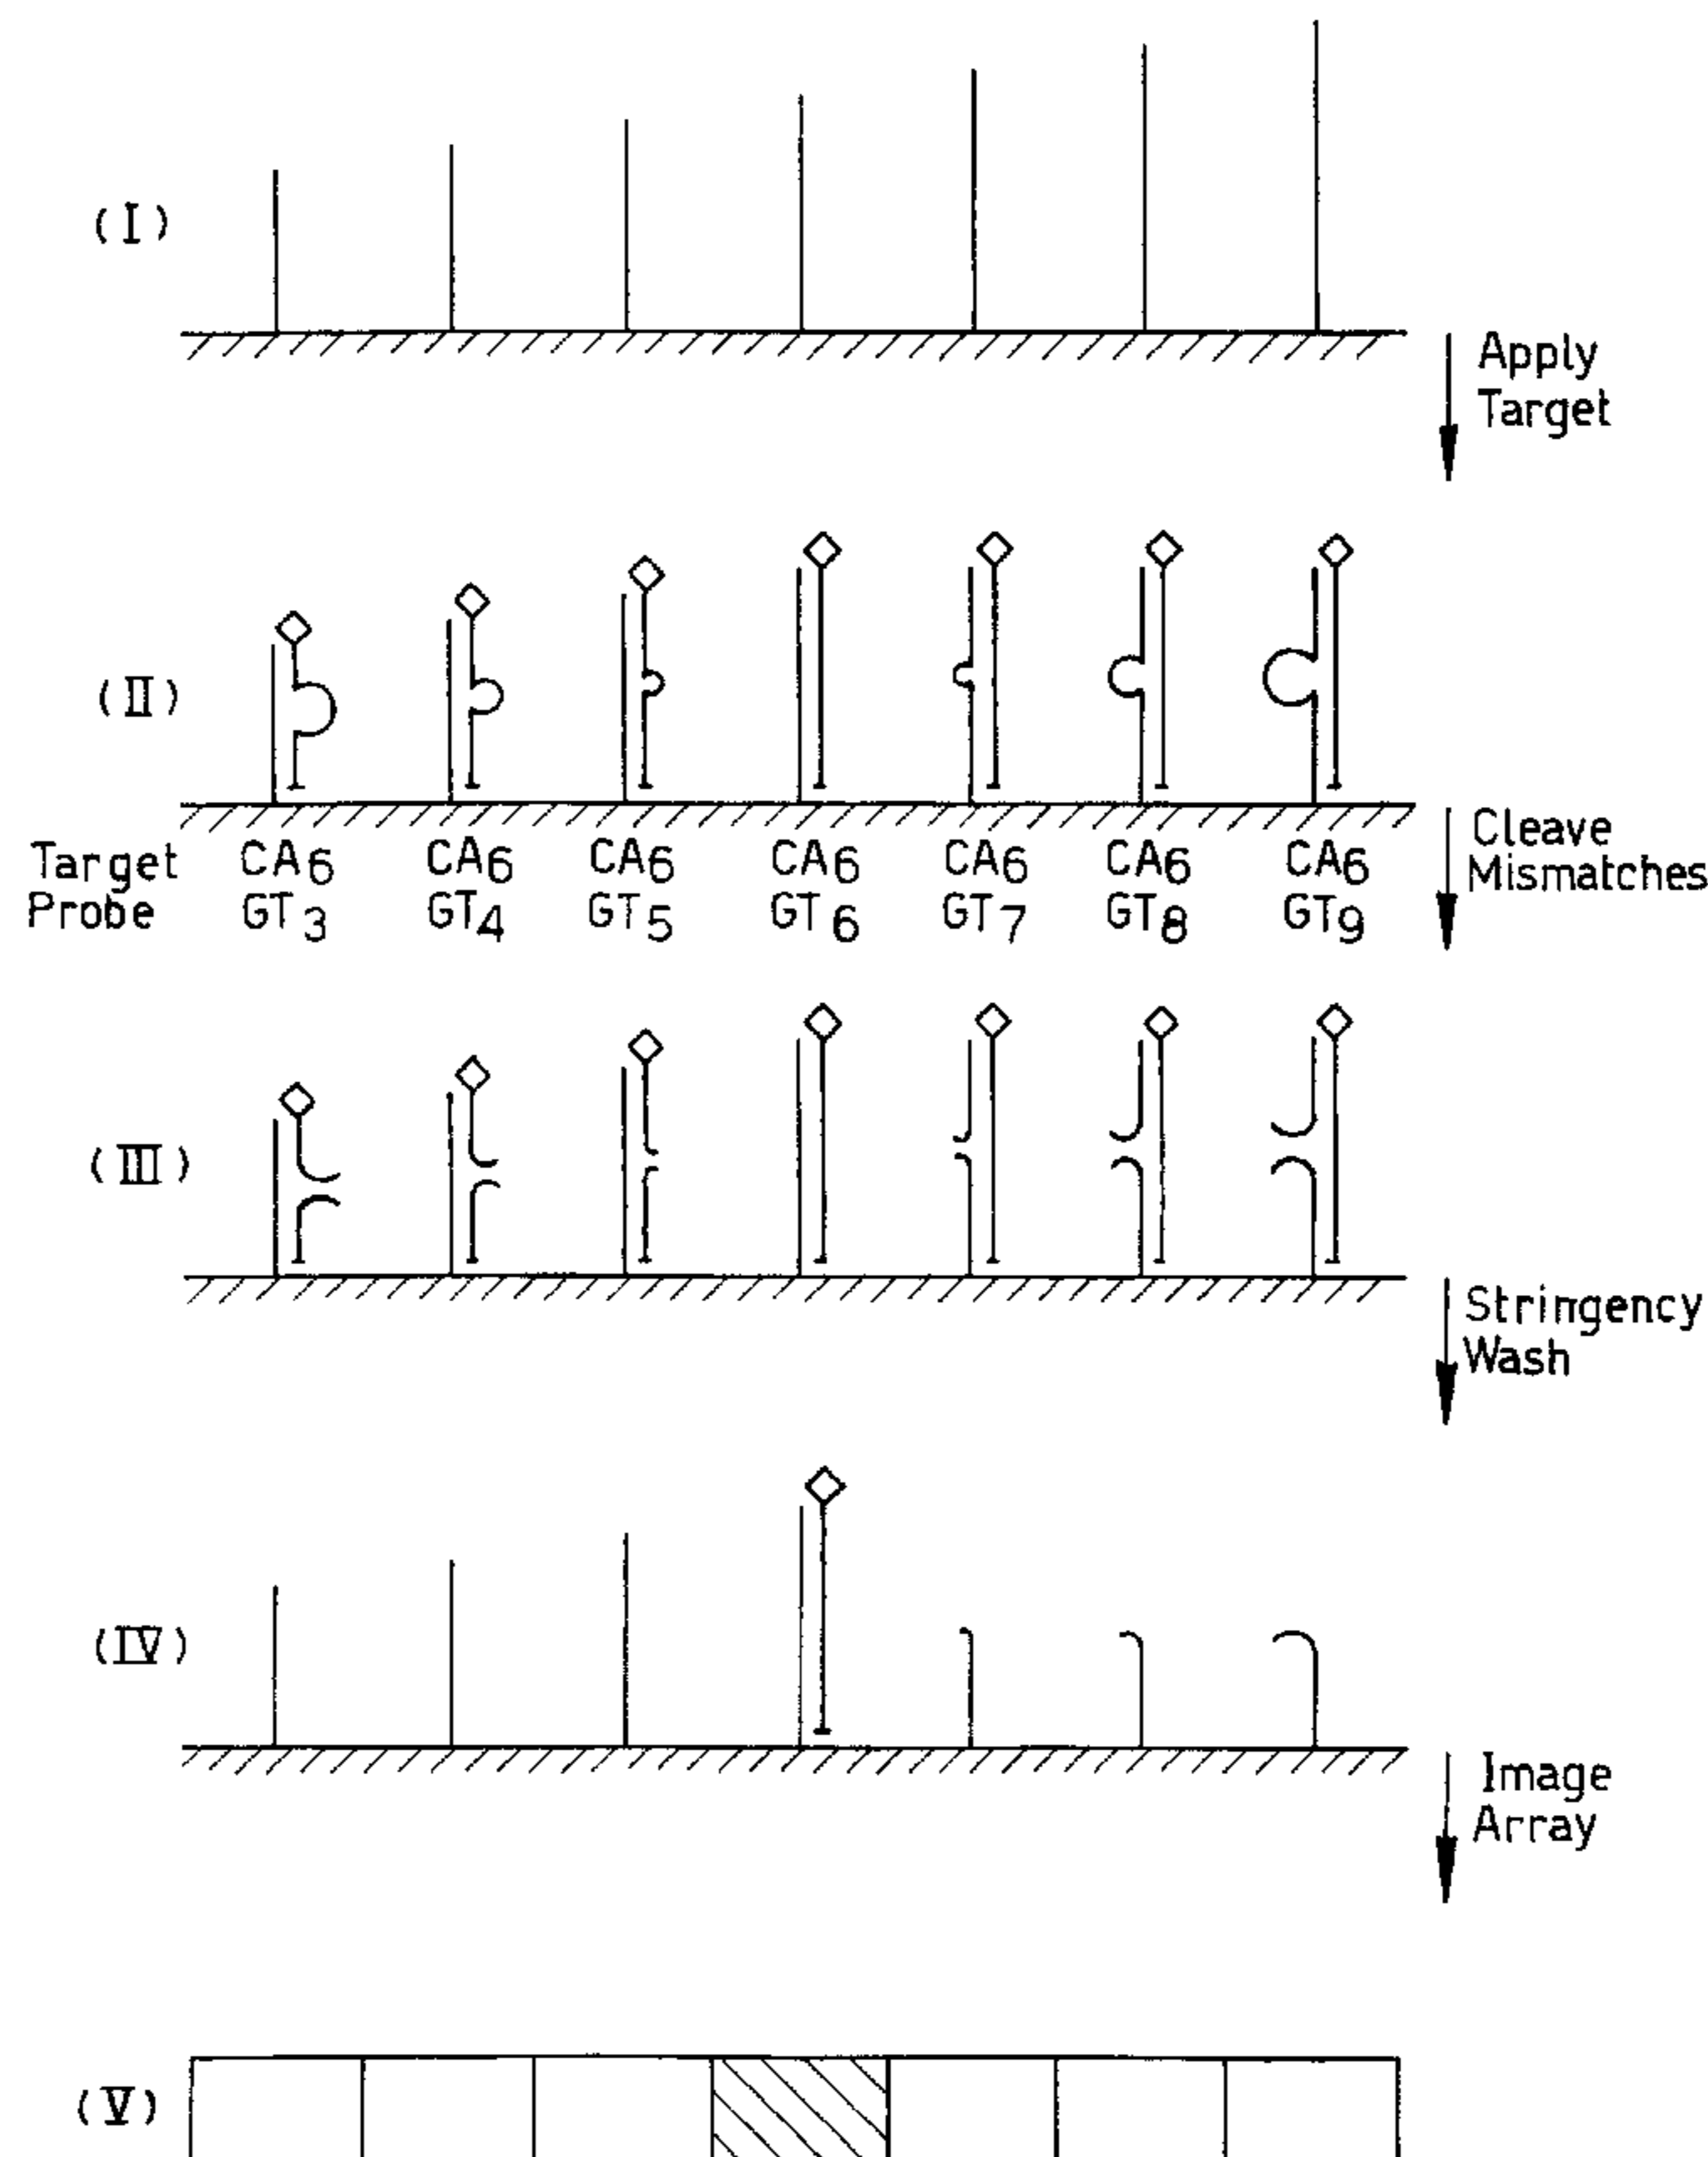 (I)
Apply
Target
(II)
Target CA6 CA6 CA6 CA6 CA6 CA6 CA6
Probe GT3 GT4 GT5 GT6 GT7 GT8 GT9
Cleave
Mismatches
(III)
Stringency
Wash
(IV)
Image
Array
(V)